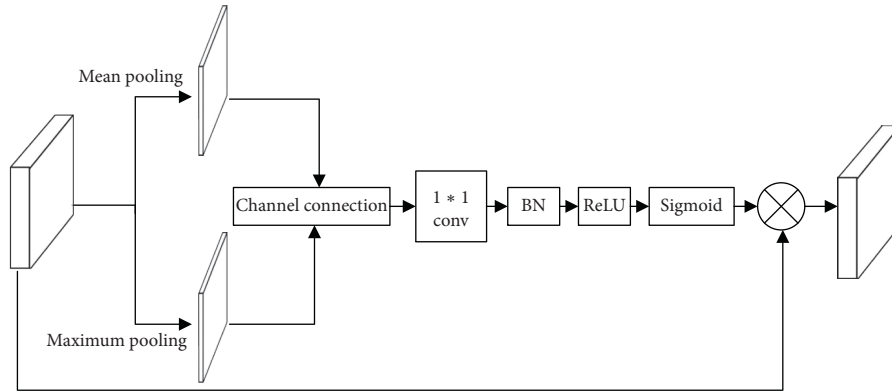 Mean pooling
Channel connection
1 * 1
conv
BN
ReLU
Sigmoid
Maximum pooling